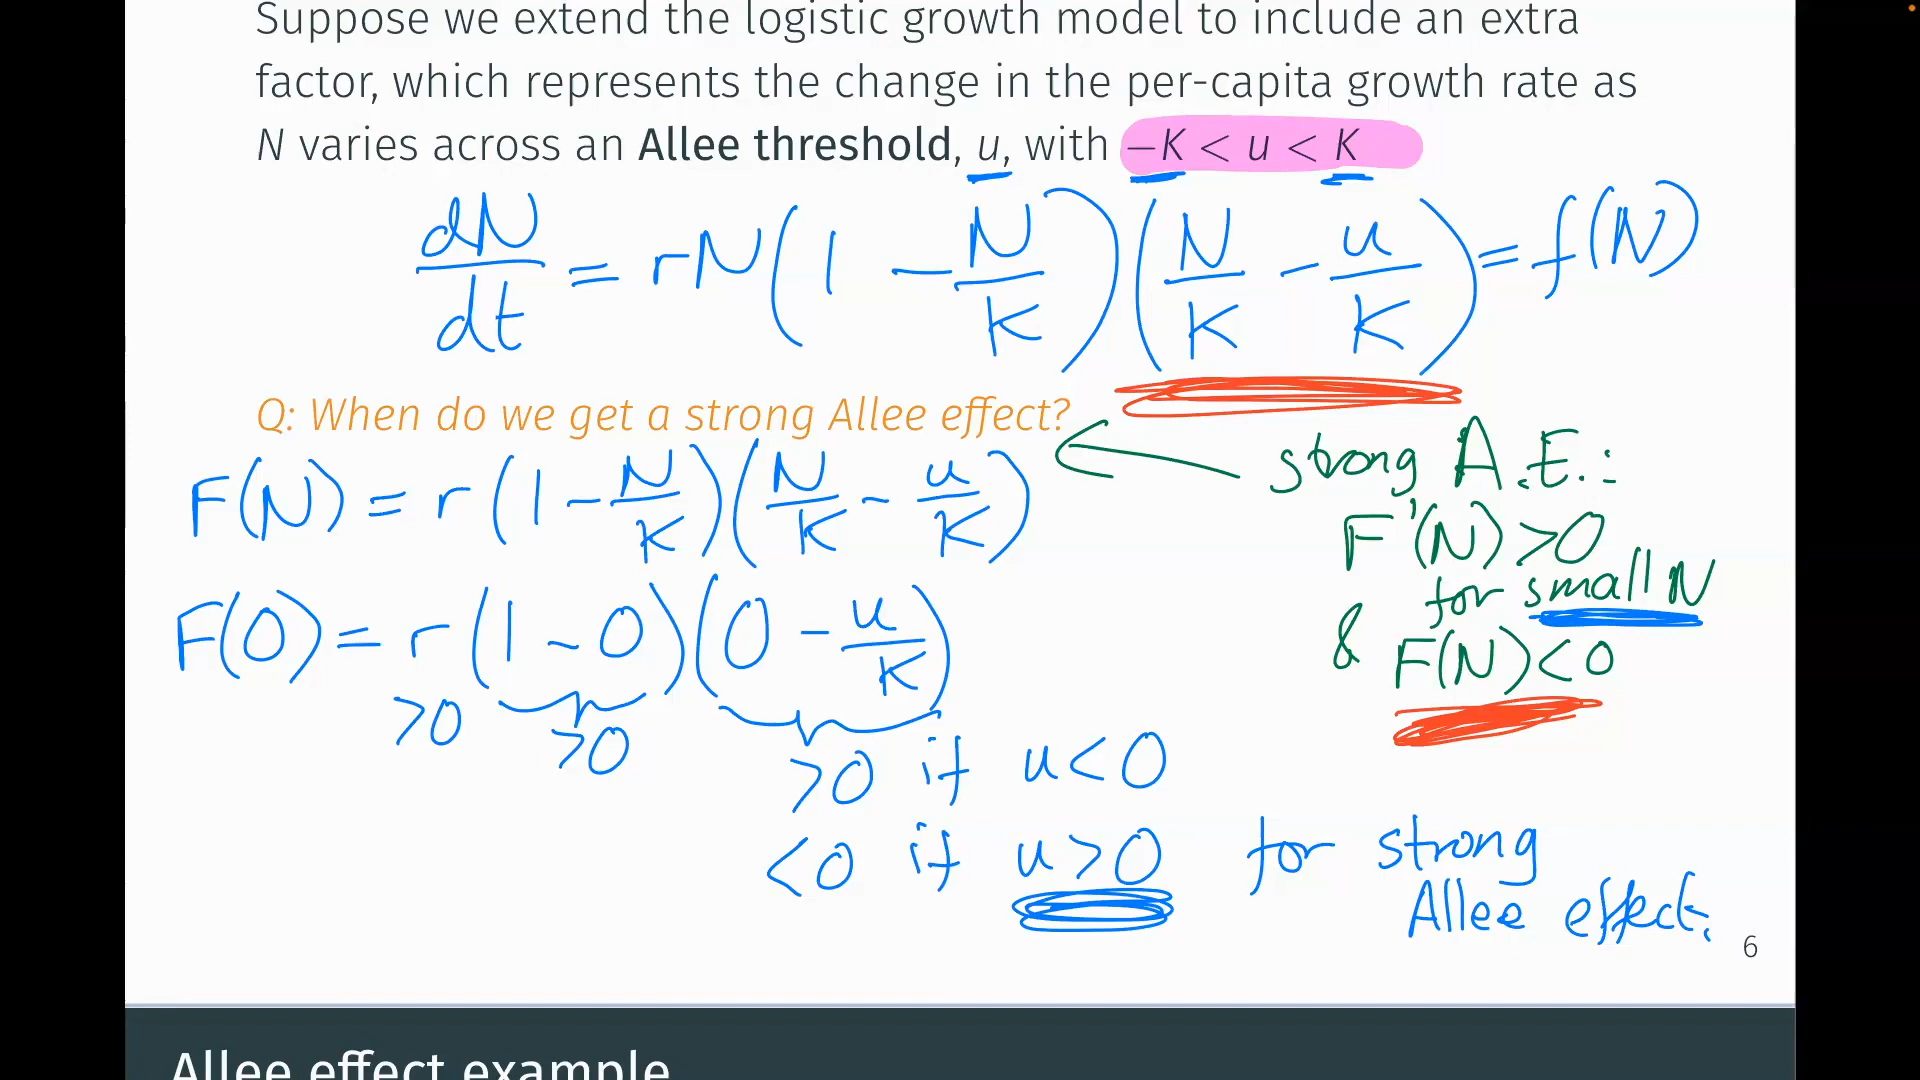 Suppose we extend the logistic growth model to include an extra
factor, which represents the change in the per-capita growth rate as
N varies across an Allee threshold, u, with −K < u < K
dN/dt = rN(1 − N/K)(N/K − u/K) = f(N)
Q: When do we get a strong Allee effect?
strong A.E.:
F(N) = r(1 − N/K)(N/K − u/K)
F'(N) > 0
for small N
F(0) = r(1 − 0)(0 − u/K)
& F(N) < 0
>0
>0
>0 if u < 0
<0 if u > 0 for strong
Allee effect.
6
Allee effect example